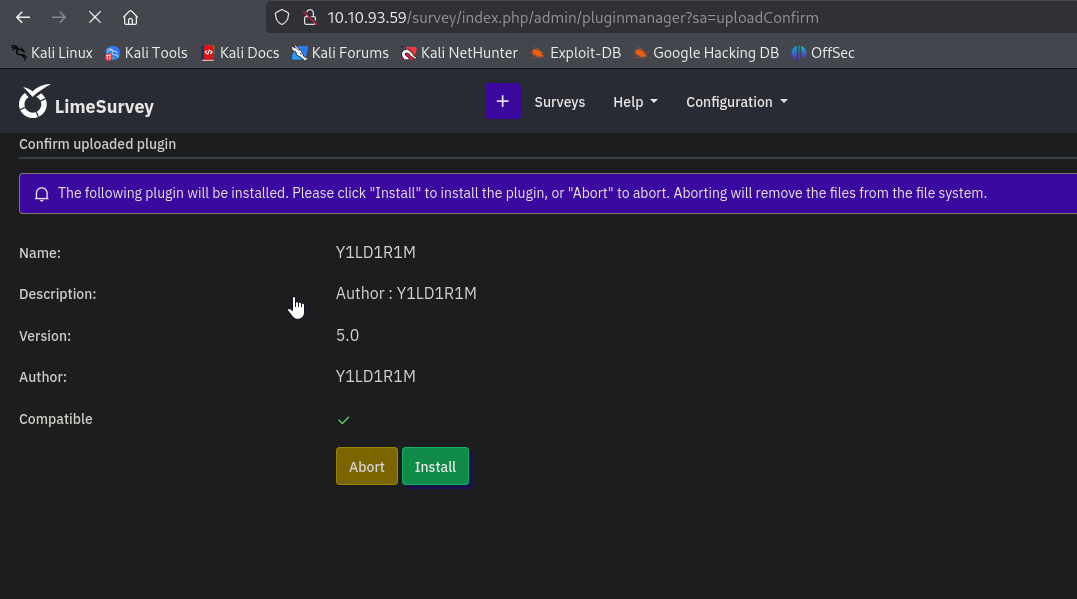 10.10.93.59/survey/index.php/admin/pluginmanager?sa=uploadConfirm
Kali Linux Kali Tools Kali Docs Kali Forums Kali NetHunter Exploit-DB Google Hacking DB OffSec
LimeSurvey + Surveys Help Configuration
Confirm uploaded plugin
The following plugin will be installed. Please click "Install" to install the plugin, or "Abort" to abort. Aborting will remove the files from the file system.
Name: Y1LD1R1M
Description: Author : Y1LD1R1M
Version: 5.0
Author: Y1LD1R1M
Compatible
Abort Install